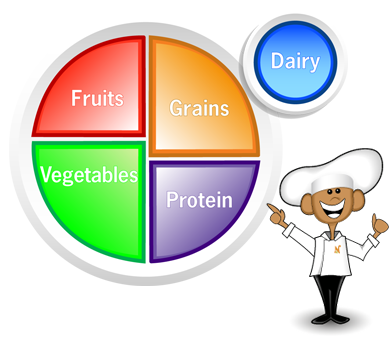 Fruits
Grains
Dairy
Vegetables
Protein
N